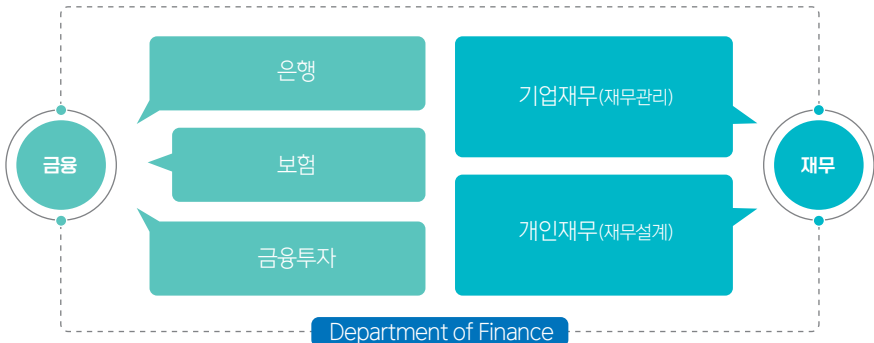 금융
은행
보험
금융투자
기업재무(재무관리)
개인재무(재무설계)
재무
Department of Finance